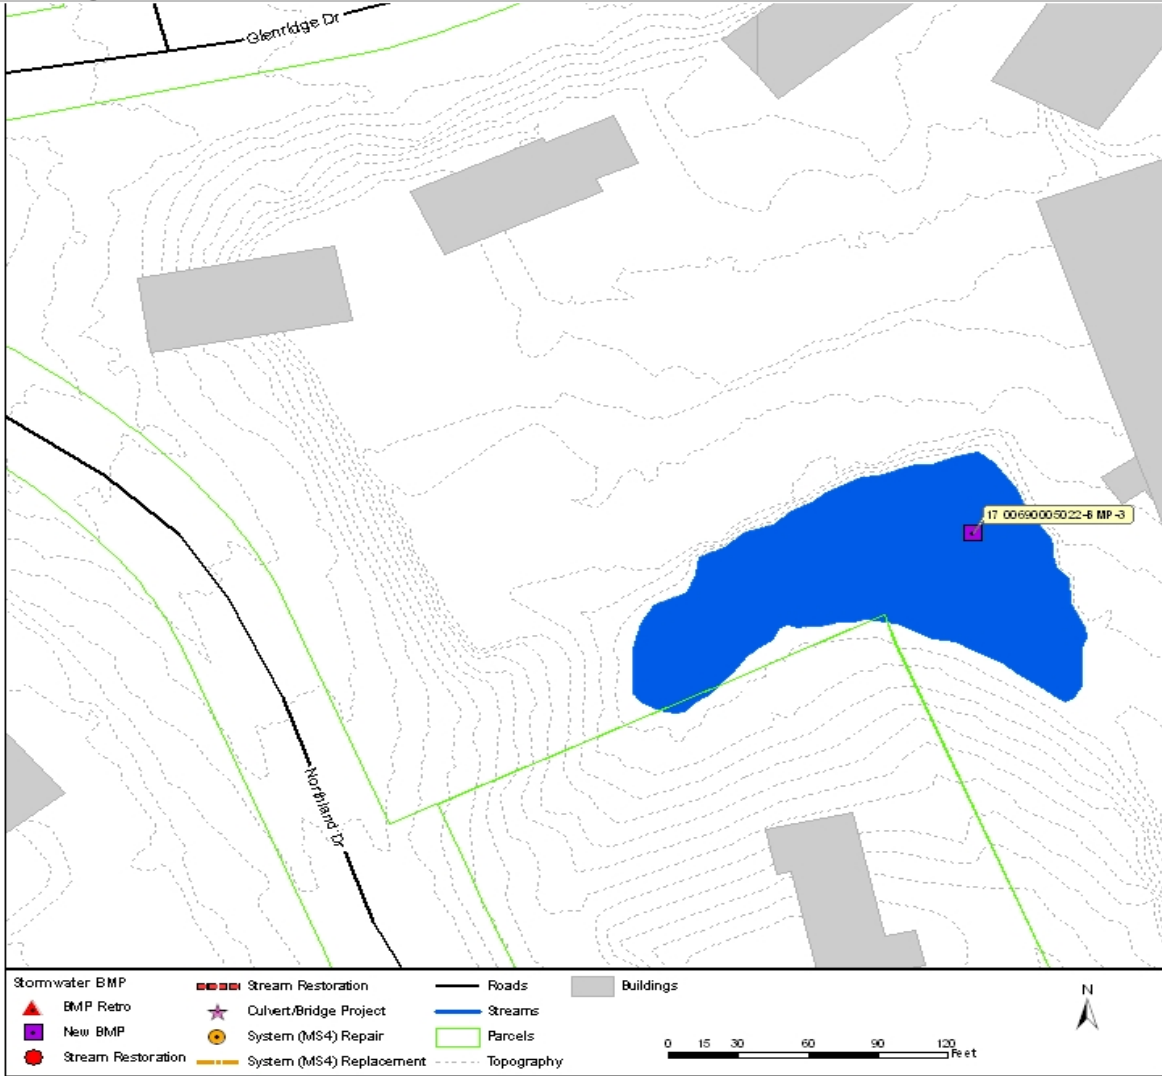 Glenridge Dr
17 00690005022-BMP-3
Northland Dr
Stormwater BMP
BMP Retro
New BMP
Stream Restoration
Stream Restoration
Culvert/Bridge Project
System (MS4) Repair
System (MS4) Replacement
Roads
Streams
Parcels
Topography
Buildings
N
0 15 30 60 90 120
Feet